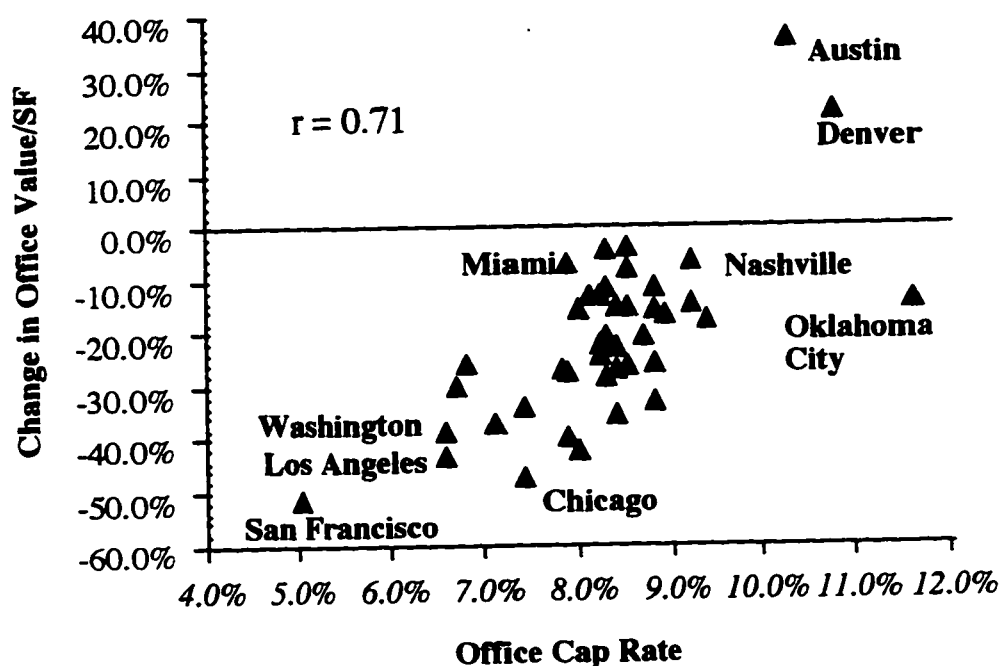 40.0%
30.0%
20.0%
10.0%
0.0%
-10.0%
-20.0%
-30.0%
-40.0%
-50.0%
-60.0%
Change in Office Value/SF
r = 0.71
Austin
Denver
Miami
Nashville
Oklahoma
City
Washington
Los Angeles
Chicago
San Francisco
4.0% 5.0% 6.0% 7.0% 8.0% 9.0% 10.0% 11.0% 12.0%
Office Cap Rate